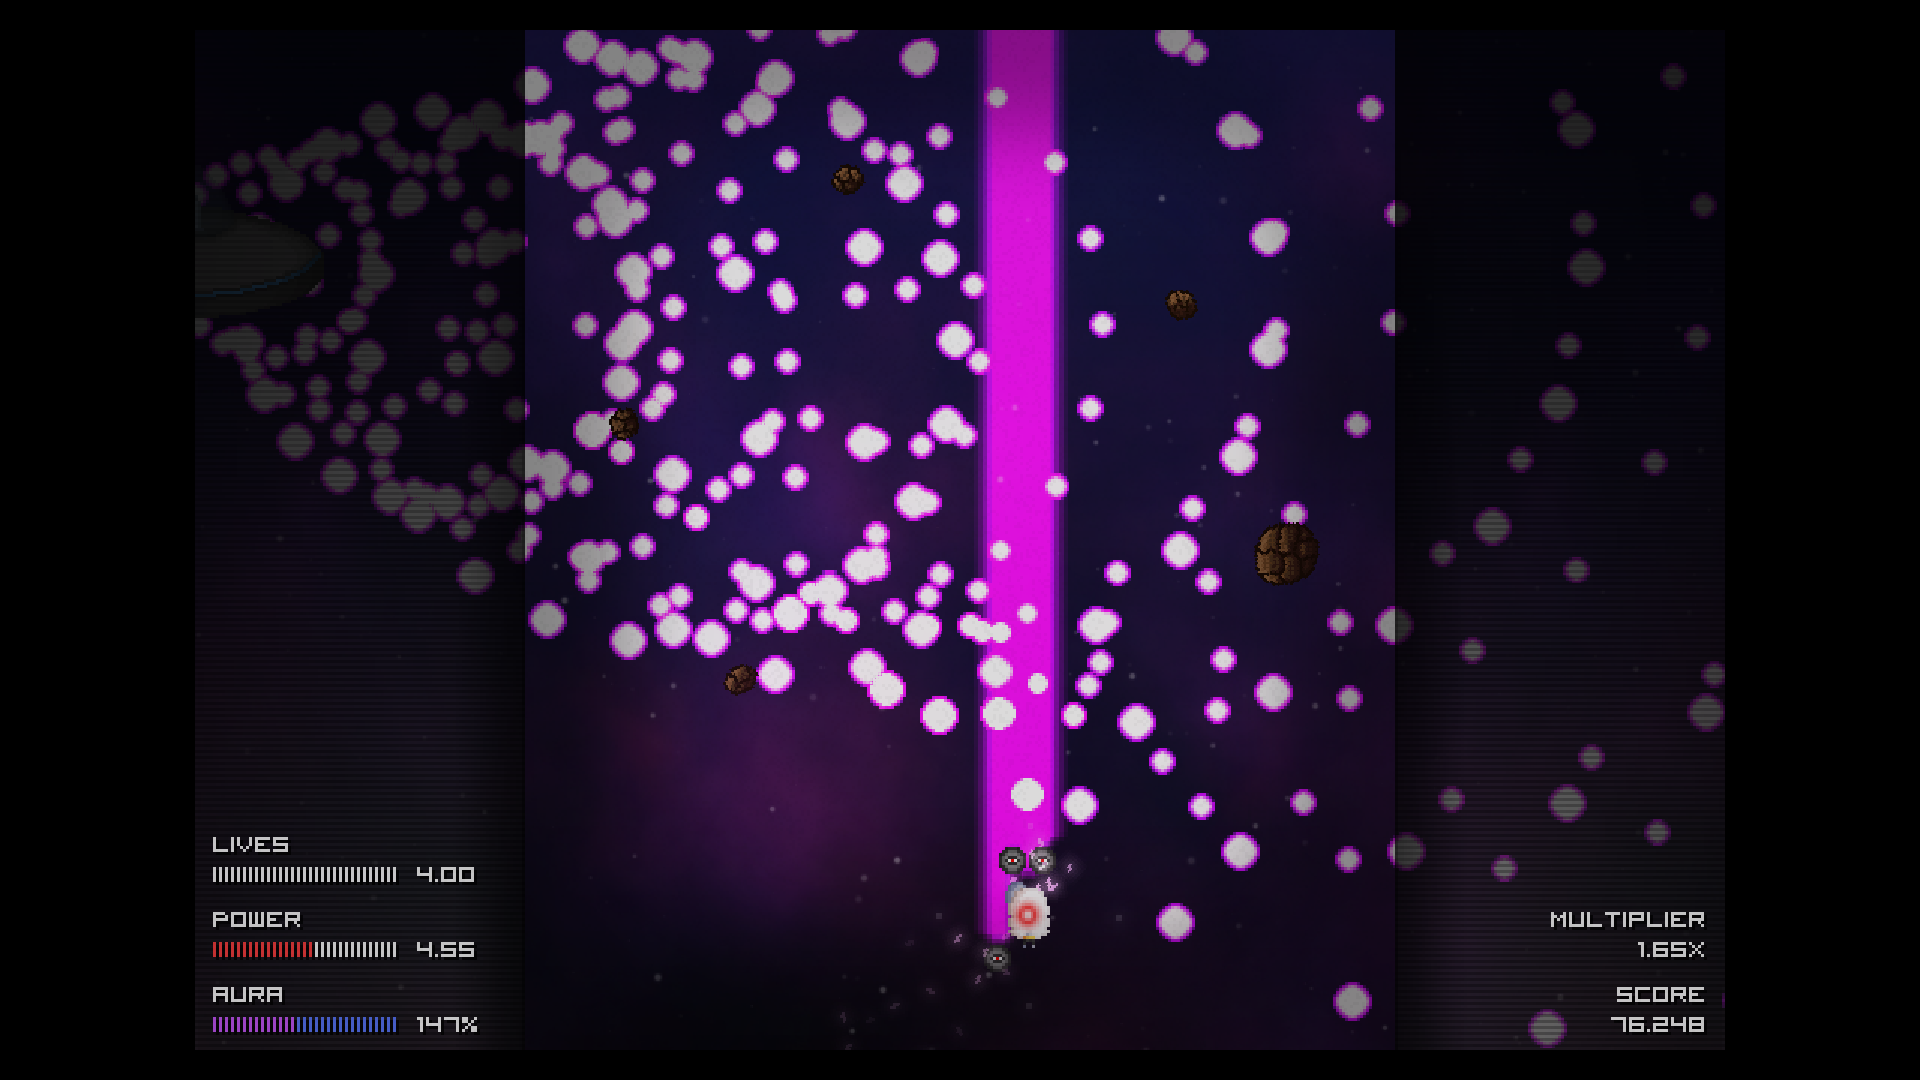 LIVES
4.00
POWER
4.55
AURA
147%
MULTIPLIER
1.65X
SCORE
76.248